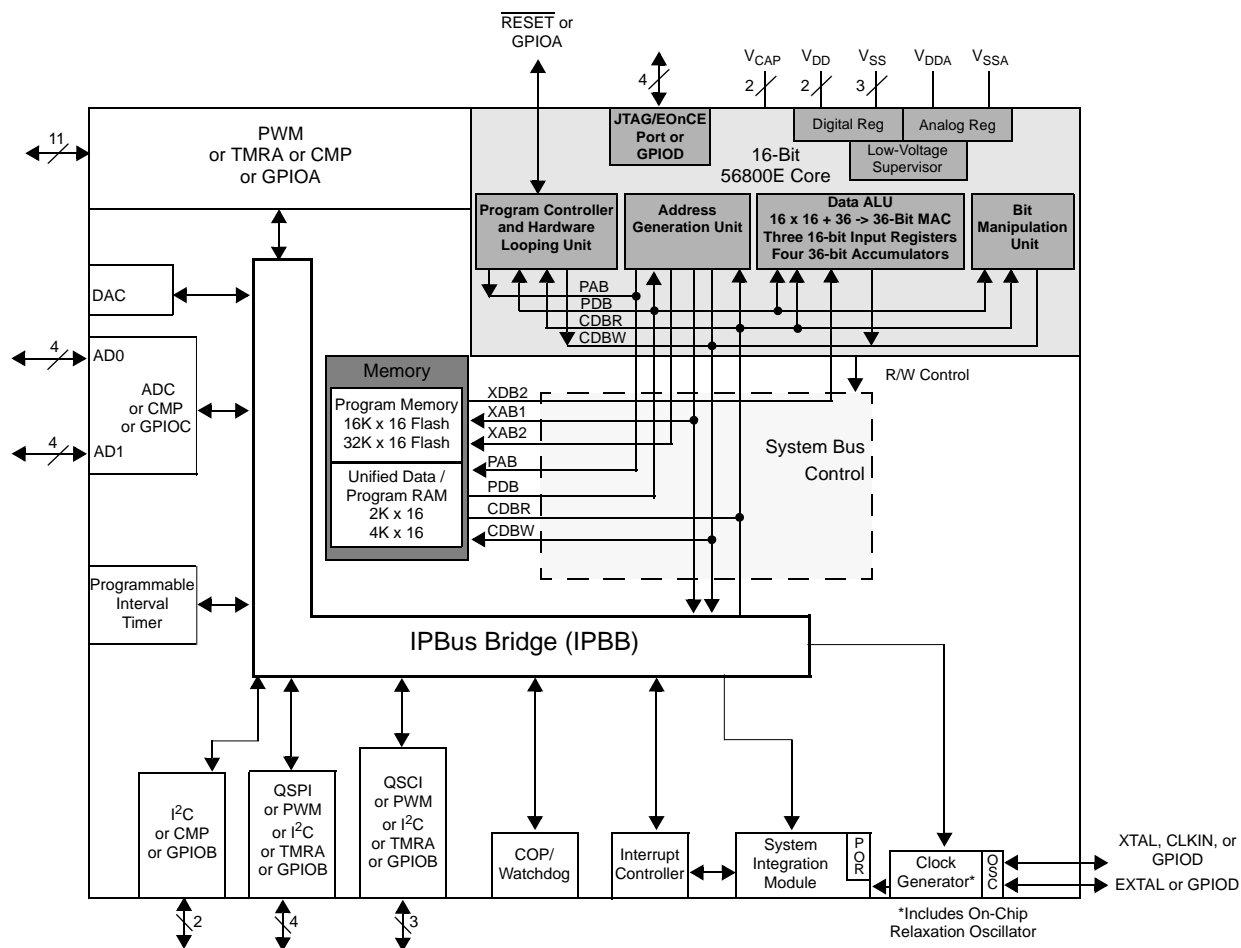 RESET or
GPIOA
4
VCAP
VDD
VSS
VDDA
VSSA
2
2
3
11
PWM
or TMRA or CMP
or GPIOA
JTAG/EOnCE
Port or
GPIOD
16-Bit
56800E Core
Digital Reg
Analog Reg
Low-Voltage
Supervisor
Program Controller
and Hardware
Looping Unit
Address
Generation Unit
Data ALU
16 x 16 + 36 -> 36-Bit MAC
Three 16-bit Input Registers
Four 36-bit Accumulators
Bit
Manipulation
Unit
PAB
PDB
CDBR
CDBW
DAC
4
AD0
ADC
or CMP
or GPIOC
4
AD1
Memory
Program Memory
16K x 16 Flash
32K x 16 Flash
Unified Data /
Program RAM
2K x 16
4K x 16
XDB2
XAB1
XAB2
PAB
PDB
CDBR
CDBW
R/W Control
System Bus
Control
Programmable
Interval
Timer
IPBus Bridge (IPBB)
I2C
or CMP
or GPIOB
QSPI
or PWM
or I2C
or TMRA
or GPIOB
QSCI
or PWM
or I2C
or TMRA
or GPIOB
COP/
Watchdog
Interrupt
Controller
System
Integration
Module
POR
Clock
Generator*
OSC
XTAL, CLKIN, or
GPIOD
EXTAL or GPIOD
*Includes On-Chip
Relaxation Oscillator
2
4
3